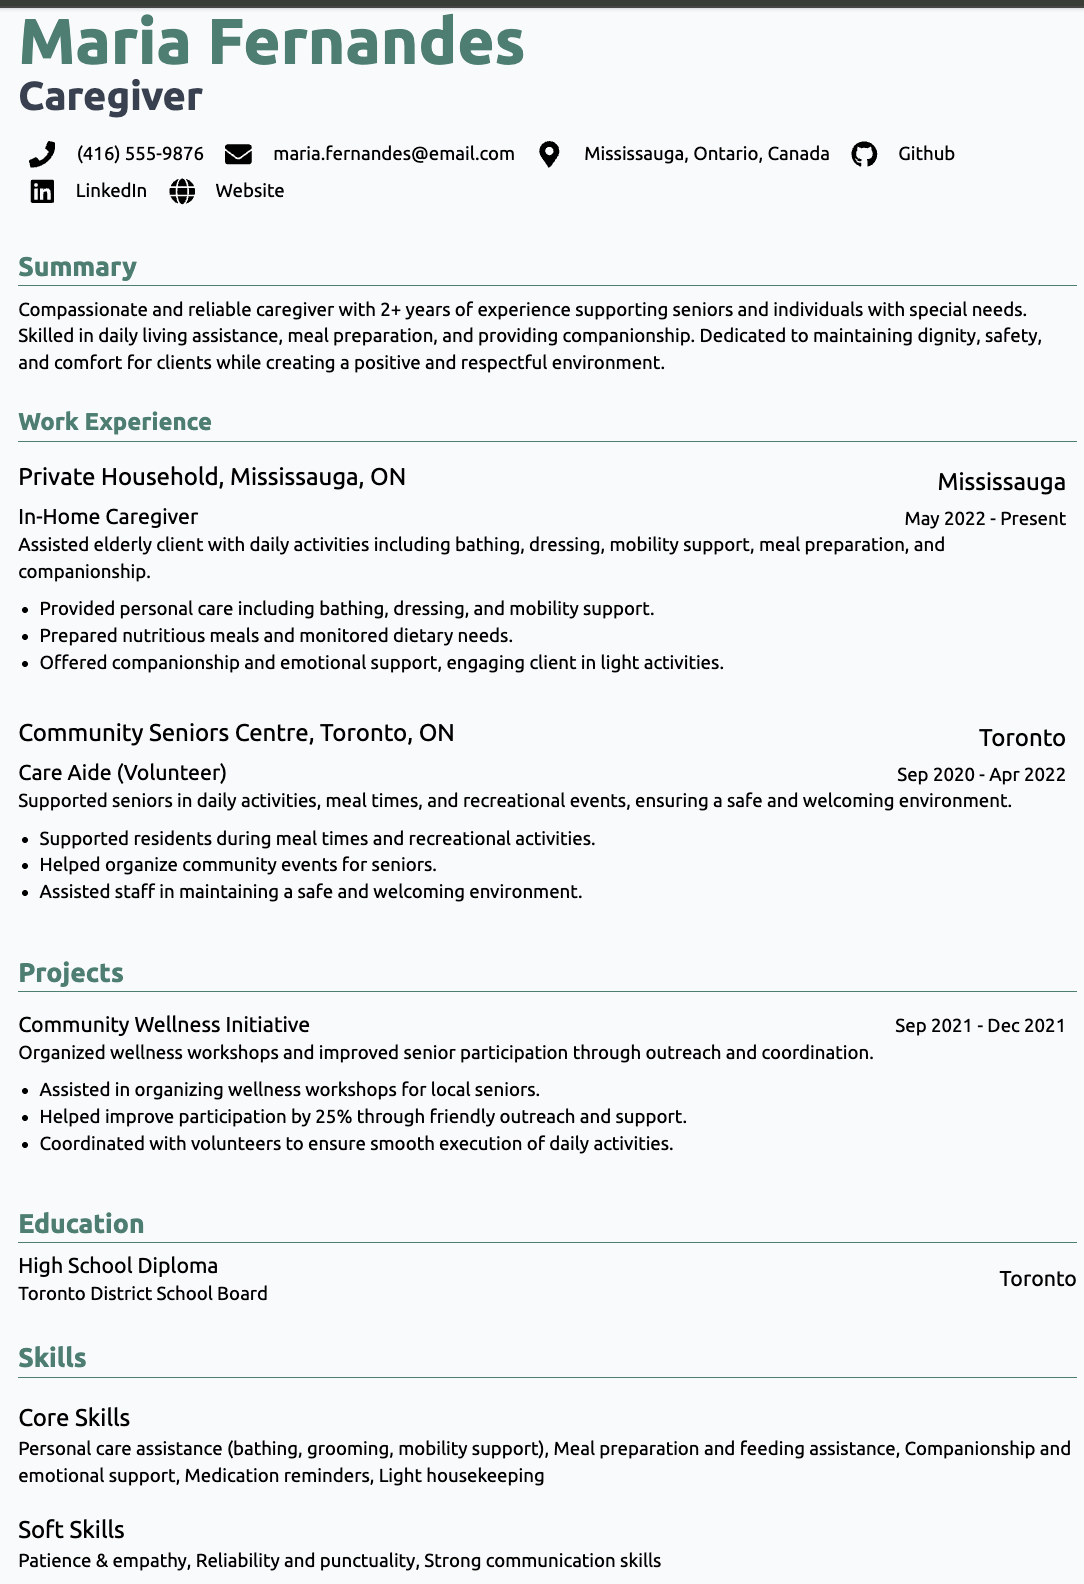 Maria Fernandes
Caregiver
(416) 555-9876 maria.fernandes@email.com Mississauga, Ontario, Canada Github
LinkedIn Website
Summary
Compassionate and reliable caregiver with 2+ years of experience supporting seniors and individuals with special needs.
Skilled in daily living assistance, meal preparation, and providing companionship. Dedicated to maintaining dignity, safety,
and comfort for clients while creating a positive and respectful environment.
Work Experience
Private Household, Mississauga, ON Mississauga
In-Home Caregiver May 2022 - Present
Assisted elderly client with daily activities including bathing, dressing, mobility support, meal preparation, and
companionship.
• Provided personal care including bathing, dressing, and mobility support.
• Prepared nutritious meals and monitored dietary needs.
• Offered companionship and emotional support, engaging client in light activities.
Community Seniors Centre, Toronto, ON Toronto
Care Aide (Volunteer) Sep 2020 - Apr 2022
Supported seniors in daily activities, meal times, and recreational events, ensuring a safe and welcoming environment.
• Supported residents during meal times and recreational activities.
• Helped organize community events for seniors.
• Assisted staff in maintaining a safe and welcoming environment.
Projects
Community Wellness Initiative Sep 2021 - Dec 2021
Organized wellness workshops and improved senior participation through outreach and coordination.
• Assisted in organizing wellness workshops for local seniors.
• Helped improve participation by 25% through friendly outreach and support.
• Coordinated with volunteers to ensure smooth execution of daily activities.
Education
High School Diploma Toronto
Toronto District School Board
Skills
Core Skills
Personal care assistance (bathing, grooming, mobility support), Meal preparation and feeding assistance, Companionship and
emotional support, Medication reminders, Light housekeeping
Soft Skills
Patience & empathy, Reliability and punctuality, Strong communication skills